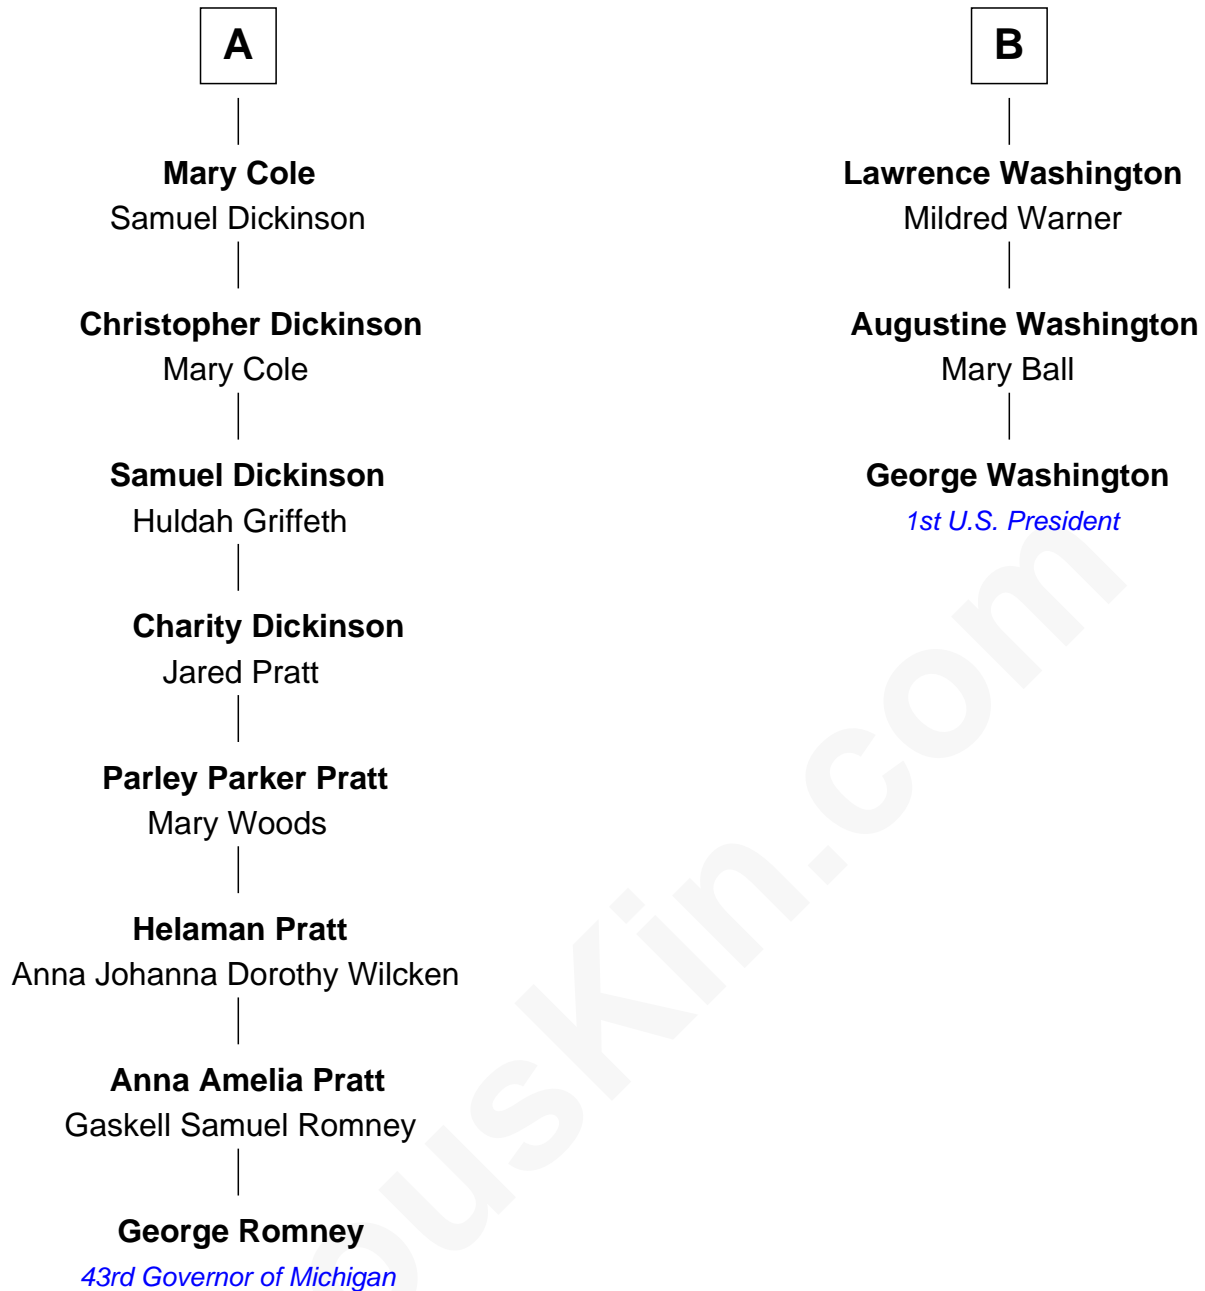 A
Mary Cole
Samuel Dickinson
Christopher Dickinson
Mary Cole
Samuel Dickinson
Huldah Griffeth
Charity Dickinson
Jared Pratt
Parley Parker Pratt
Mary Woods
Helaman Pratt
Anna Johanna Dorothy Wilcken
Anna Amelia Pratt
Gaskell Samuel Romney
George Romney
43rd Governor of Michigan
B
Lawrence Washington
Mildred Warner
Augustine Washington
Mary Ball
George Washington
1st U.S. President
ousKin.com